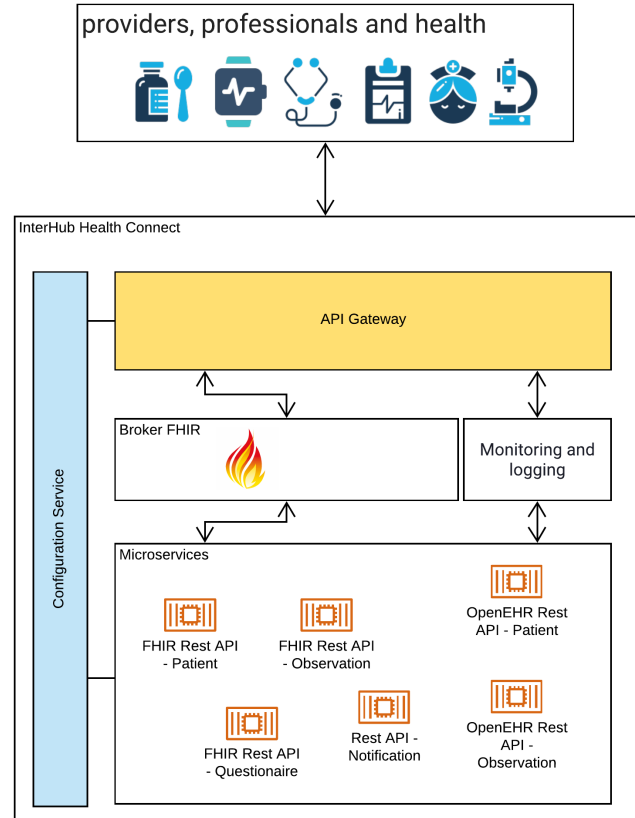 providers, professionals and health
InterHub Health Connect
API Gateway
Configuration Service
Broker FHIR
Monitoring and
logging
Microservices
FHIR Rest API
- Patient
FHIR Rest API
- Observation
OpenEHR Rest
API - Patient
FHIR Rest API
- Questionaire
Rest API -
Notification
OpenEHR Rest
API -
Observation